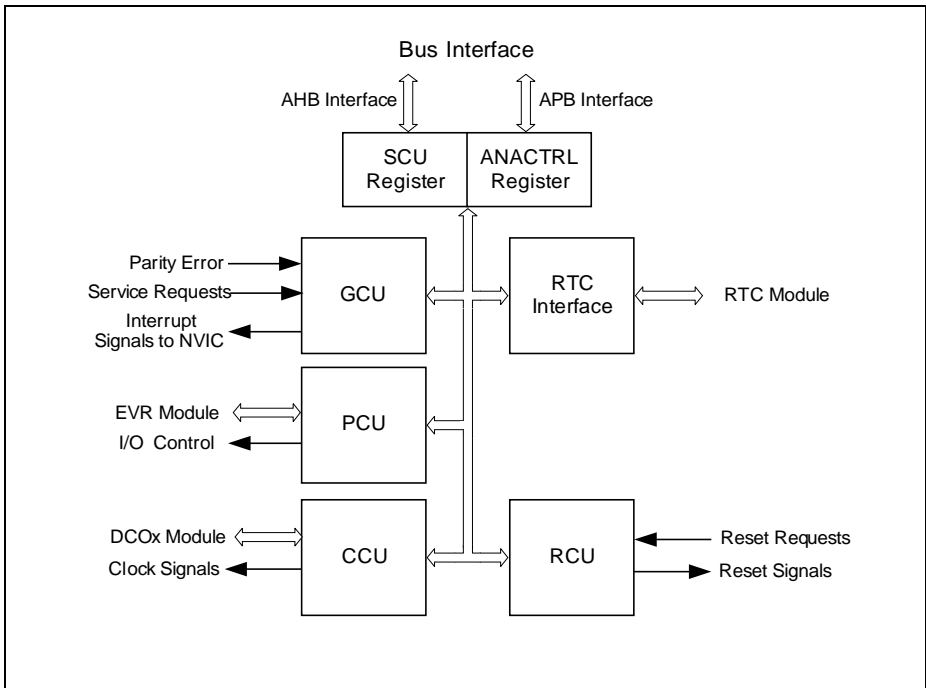 Bus Interface
AHB Interface
APB Interface
SCU
Register
ANACTRL
Register
Parity Error
Service Requests
Interrupt
Signals to NVIC
GCU
RTC
Interface
RTC Module
EVR Module
I/O Control
PCU
DCOx Module
Clock Signals
CCU
RCU
Reset Requests
Reset Signals